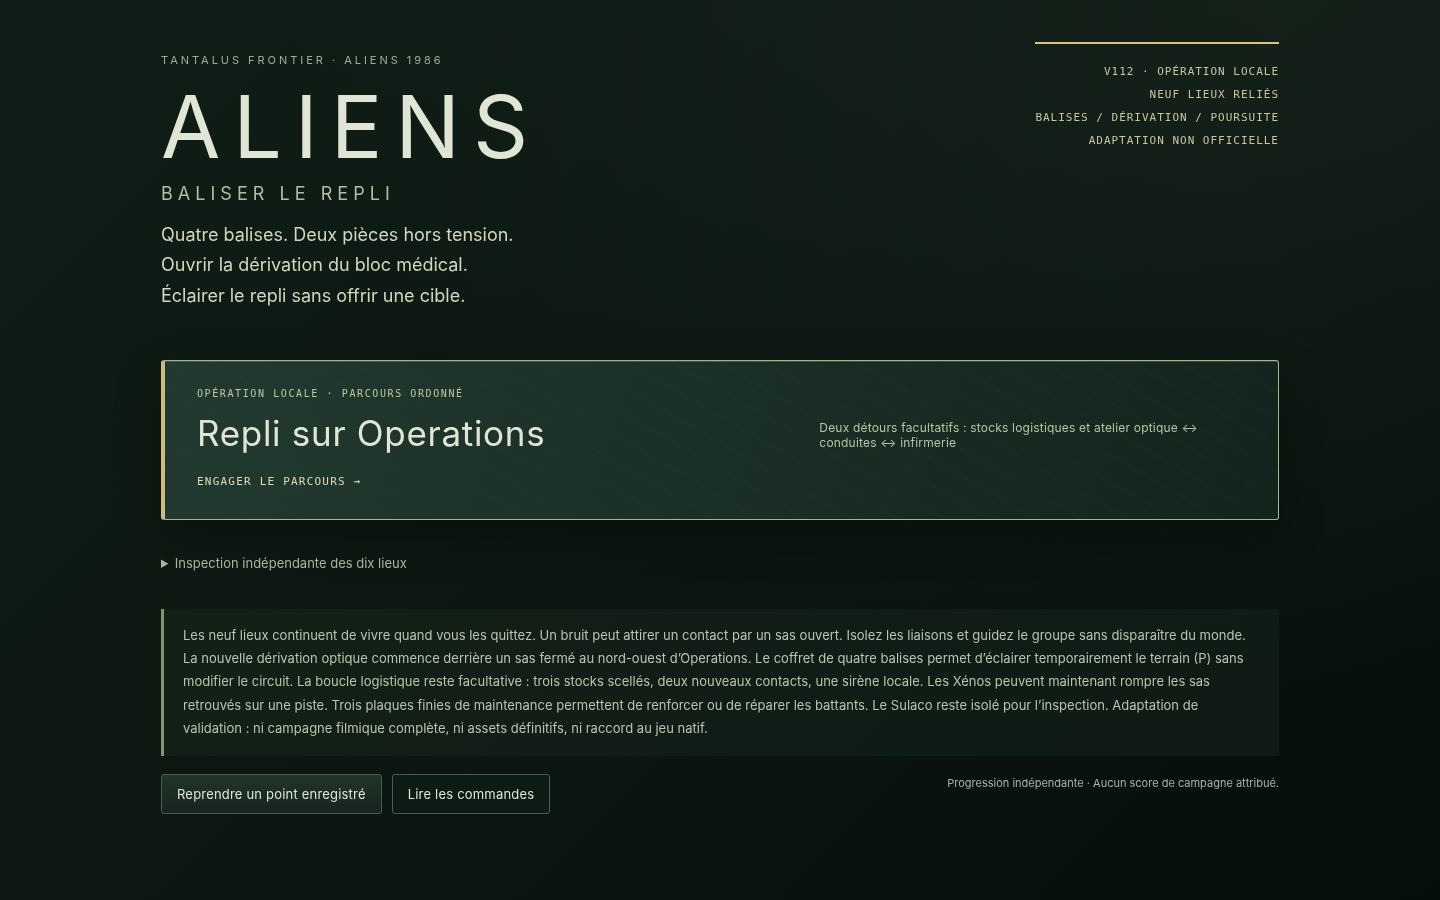 TANTALUS FRONTIER · ALIENS 1986
ALIENS
BALISER LE REPLI
Quatre balises. Deux pièces hors tension.
Ouvrir la dérivation du bloc médical.
Éclairer le repli sans offrir une cible.
V112 · OPÉRATION LOCALE
NEUF LIEUX RELIÉS
BALISES / DÉRIVATION / POURSUITE
ADAPTATION NON OFFICIELLE
OPÉRATION LOCALE · PARCOURS ORDONNÉ
Repli sur Operations
ENGAGER LE PARCOURS →
Deux détours facultatifs : stocks logistiques et atelier optique ↔
conduites ↔ infirmerie
▶ Inspection indépendante des dix lieux
Les neuf lieux continuent de vivre quand vous les quittez. Un bruit peut attirer un contact par un sas ouvert. Isolez les liaisons et guidez le groupe sans disparaître du monde.
La nouvelle dérivation optique commence derrière un sas fermé au nord-ouest d’Operations. Le coffret de quatre balises permet d’éclairer temporairement le terrain (P) sans
modifier le circuit. La boucle logistique reste facultative : trois stocks scellés, deux nouveaux contacts, une sirène locale. Les Xénos peuvent maintenant rompre les sas
retrouvés sur une piste. Trois plaques finies de maintenance permettent de renforcer ou de réparer les battants. Le Sulaco reste isolé pour l’inspection. Adaptation de
validation : ni campagne filmique complète, ni assets définitifs, ni raccord au jeu natif.
Reprendre un point enregistré
Lire les commandes
Progression indépendante · Aucun score de campagne attribué.